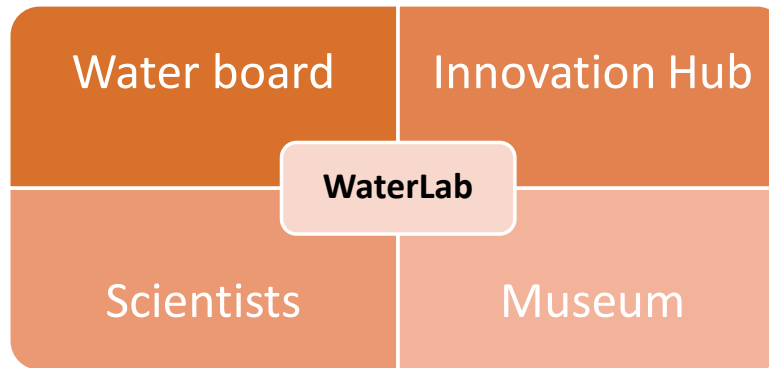 Water board
Innovation Hub
WaterLab
Scientists
Museum